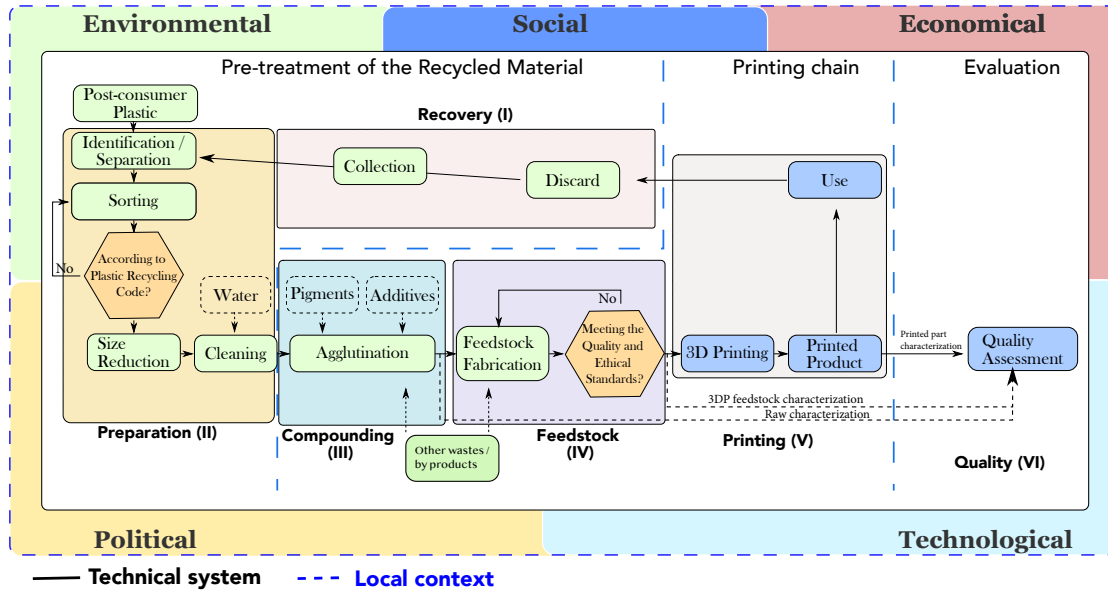 Environmental
Social
Economical
Pre-treatment of the Recycled Material
Printing chain
Evaluation
Post-consumer
Plastic
Recovery (I)
Identification /
Separation
Collection
Discard
Use
Sorting
According to
Plastic Recycling
Code?
No
Water
Pigments
Additives
No
Size
Reduction
Cleaning
Agglutination
Feedstock
Fabrication
Meeting the
Quality and
Ethical
Standards?
3D Printing
Printed
Product
Printed part
characterization
Quality
Assessment
3DP feedstock characterization
Raw characterization
Preparation (II)
Compounding
(III)
Other wastes /
by products
Feedstock
(IV)
Printing (V)
Quality (VI)
Political
Technological
Technical system
Local context